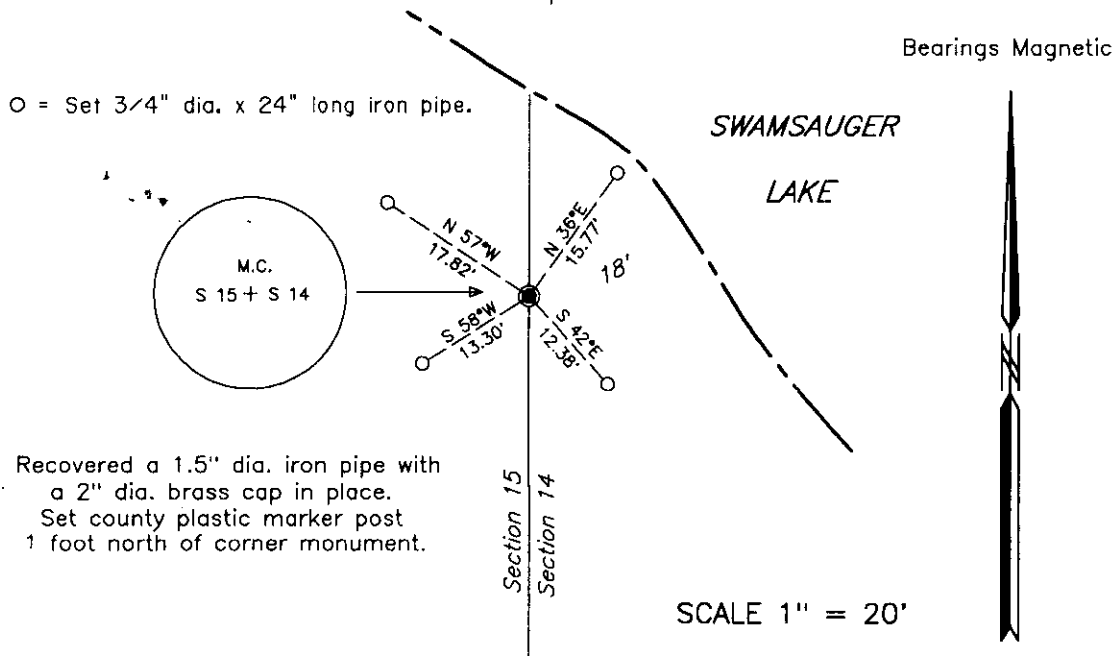 Bearings Magnetic
O = Set 3/4" dia. x 24" long iron pipe.
SWAMSAUGER
LAKE
M.C.
S 15 + S 14
N 57°W
17.82'
N 36°E
15.77'
18'
S 58°W
13.30'
S 42°E
12.38'
Recovered a 1.5" dia. iron pipe with
a 2" dia. brass cap in place.
Set county plastic marker post
1 foot north of corner monument.
Section 15
Section 14
SCALE 1" = 20'